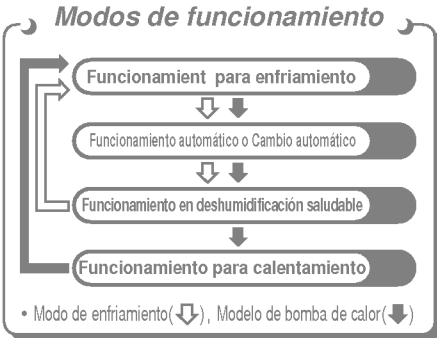 Modos de funcionamiento
Funcionamient para enfriamiento
Funcionamiento automático o Cambio automático
Funcionamiento en deshumidificación saludable
Funcionamiento para calentamiento
• Modo de enfriamiento( ), Modelo de bomba de calor( )